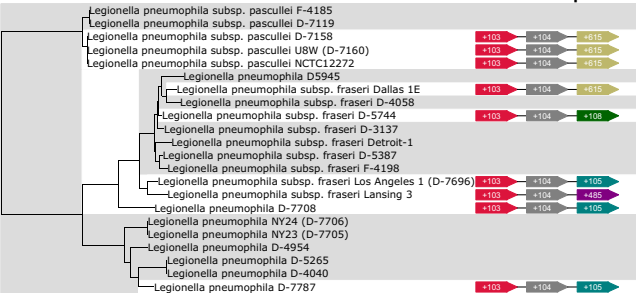 Legionella pneumophila subsp. pascullei F-4185
Legionella pneumophila subsp. pascullei D-7119
Legionella pneumophila subsp. pascullei D-7158 +103 +104 +615
Legionella pneumophila subsp. pascullei U8W (D-7160) +103 +104 +615
Legionella pneumophila subsp. pascullei NCTC12272 +103 +104 +615
Legionella pneumophila D5945
Legionella pneumophila subsp. fraseri Dallas 1E +103 +104 +615
Legionella pneumophila subsp. fraseri D-4058
Legionella pneumophila subsp. fraseri D-5744 +103 +104 +108
Legionella pneumophila subsp. fraseri D-3137
Legionella pneumophila subsp. fraseri Detroit-1
Legionella pneumophila subsp. fraseri D-5387
Legionella pneumophila subsp. fraseri F-4198
Legionella pneumophila subsp. fraseri Los Angeles 1 (D-7696) +103 +104 +105
Legionella pneumophila subsp. fraseri Lansing 3 +103 +104 +485
Legionella pneumophila D-7708 +103 +104 +105
Legionella pneumophila NY24 (D-7706)
Legionella pneumophila NY23 (D-7705)
Legionella pneumophila D-4954
Legionella pneumophila D-5265
Legionella pneumophila D-4040
Legionella pneumophila D-7787 +103 +104 +105